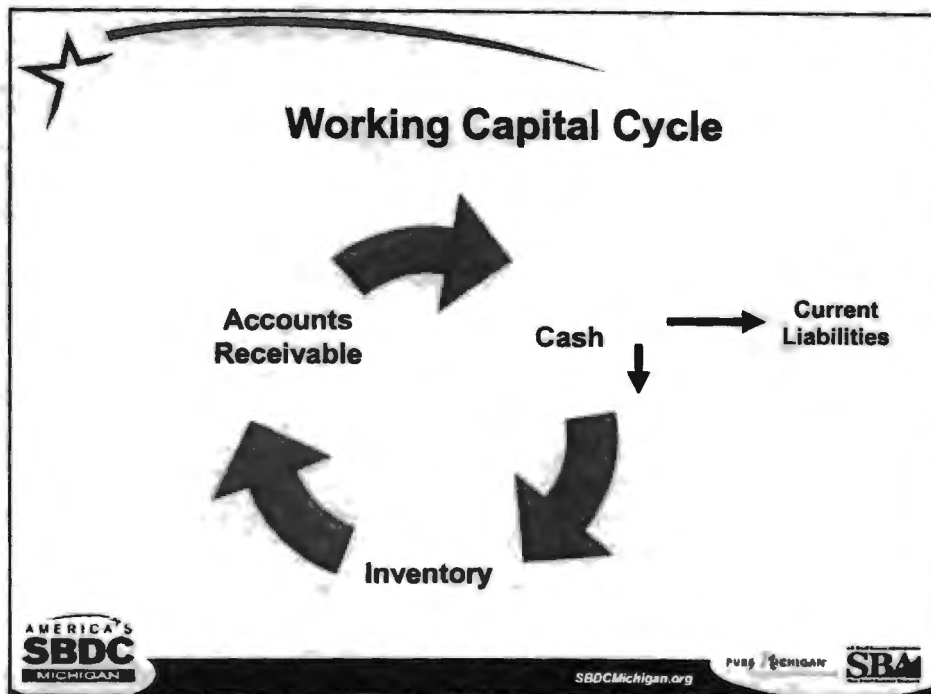 Working Capital Cycle
Accounts
Receivable
Cash
Current
Liabilities
Inventory
AMERICA'S
SBDC
MICHIGAN
SBDCMichigan.org
PURE MICHIGAN
SBA